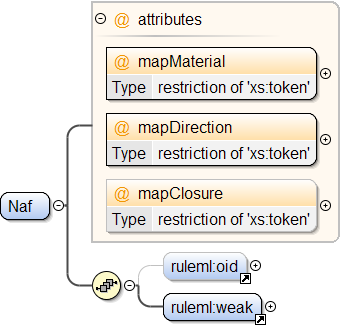 @ attributes
@ mapMaterial
Type restriction of 'xs:token'
@ mapDirection
Type restriction of 'xs:token'
@ mapClosure
Type restriction of 'xs:token'
Naf
ruleml:oid
ruleml:weak